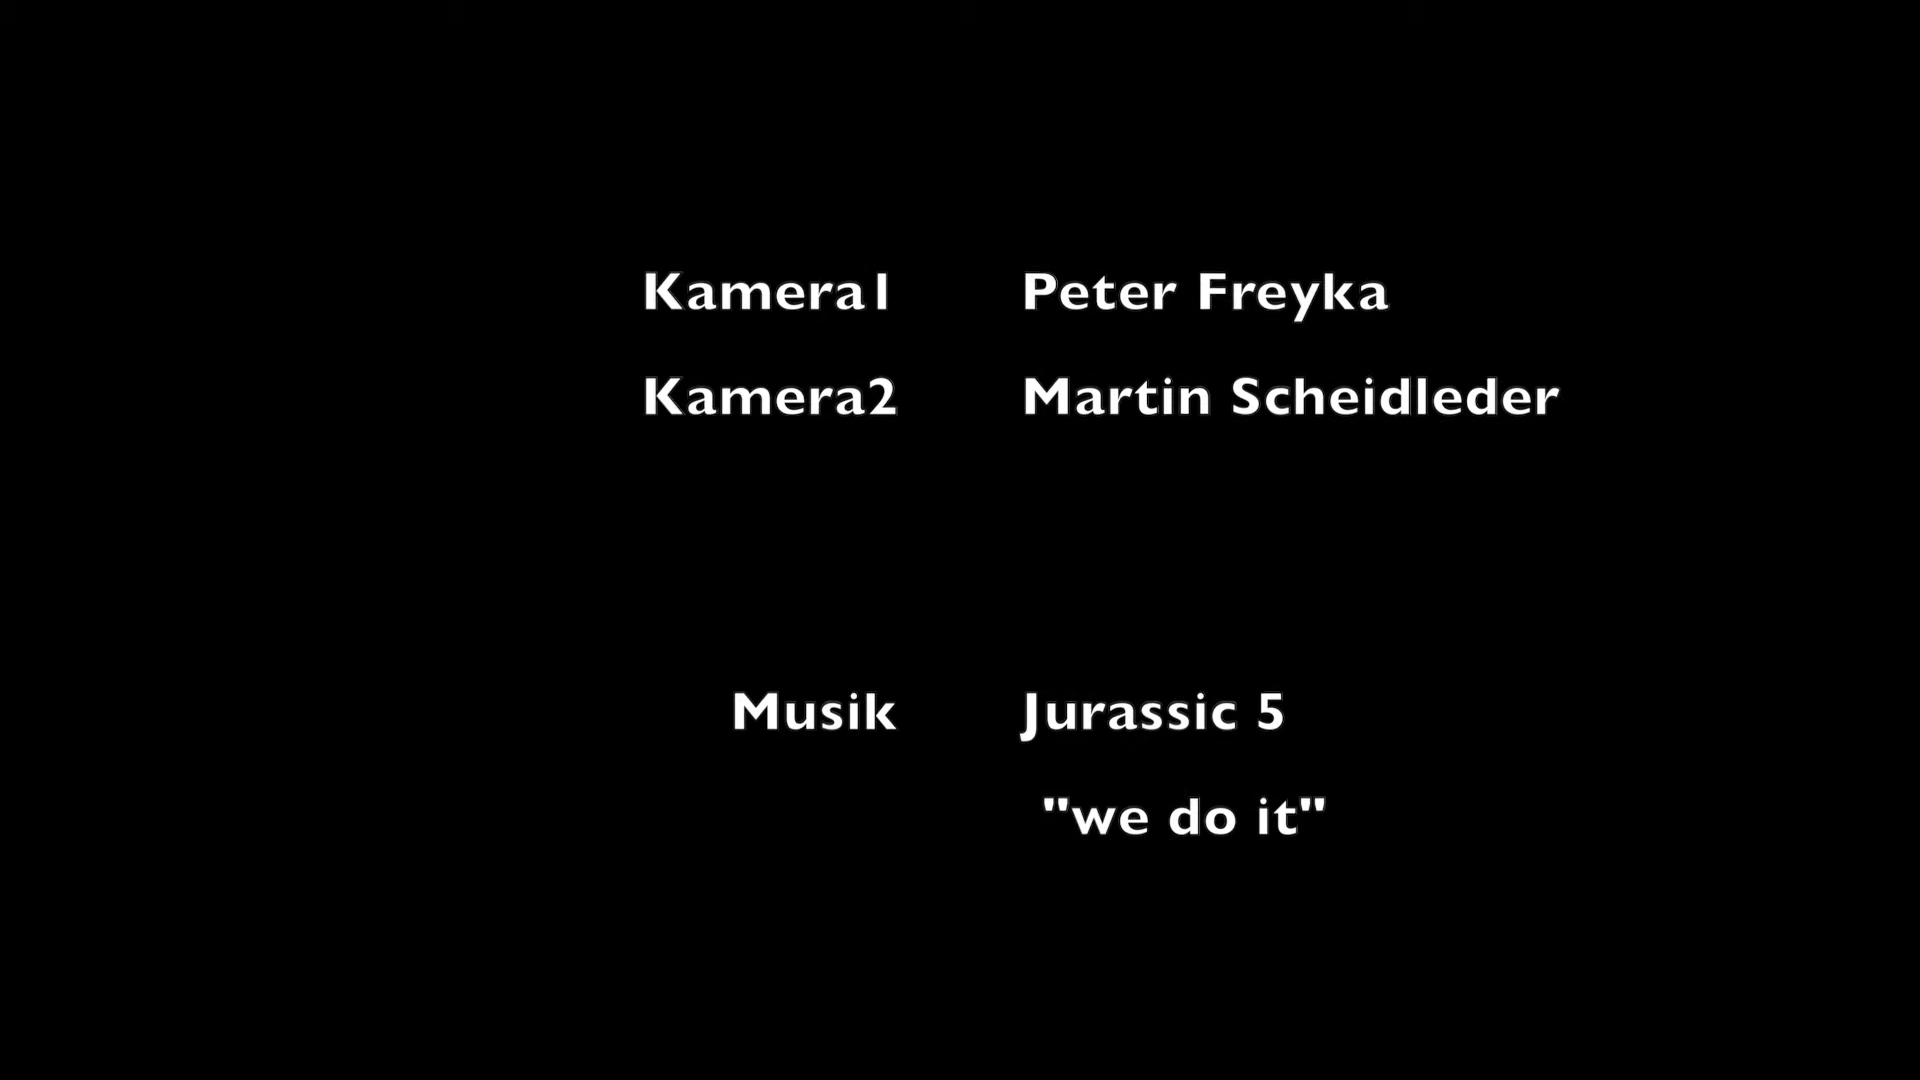 Kamera1 Peter Freyka
Kamera2 Martin Scheidleder
Musik Jurassic 5
"we do it"